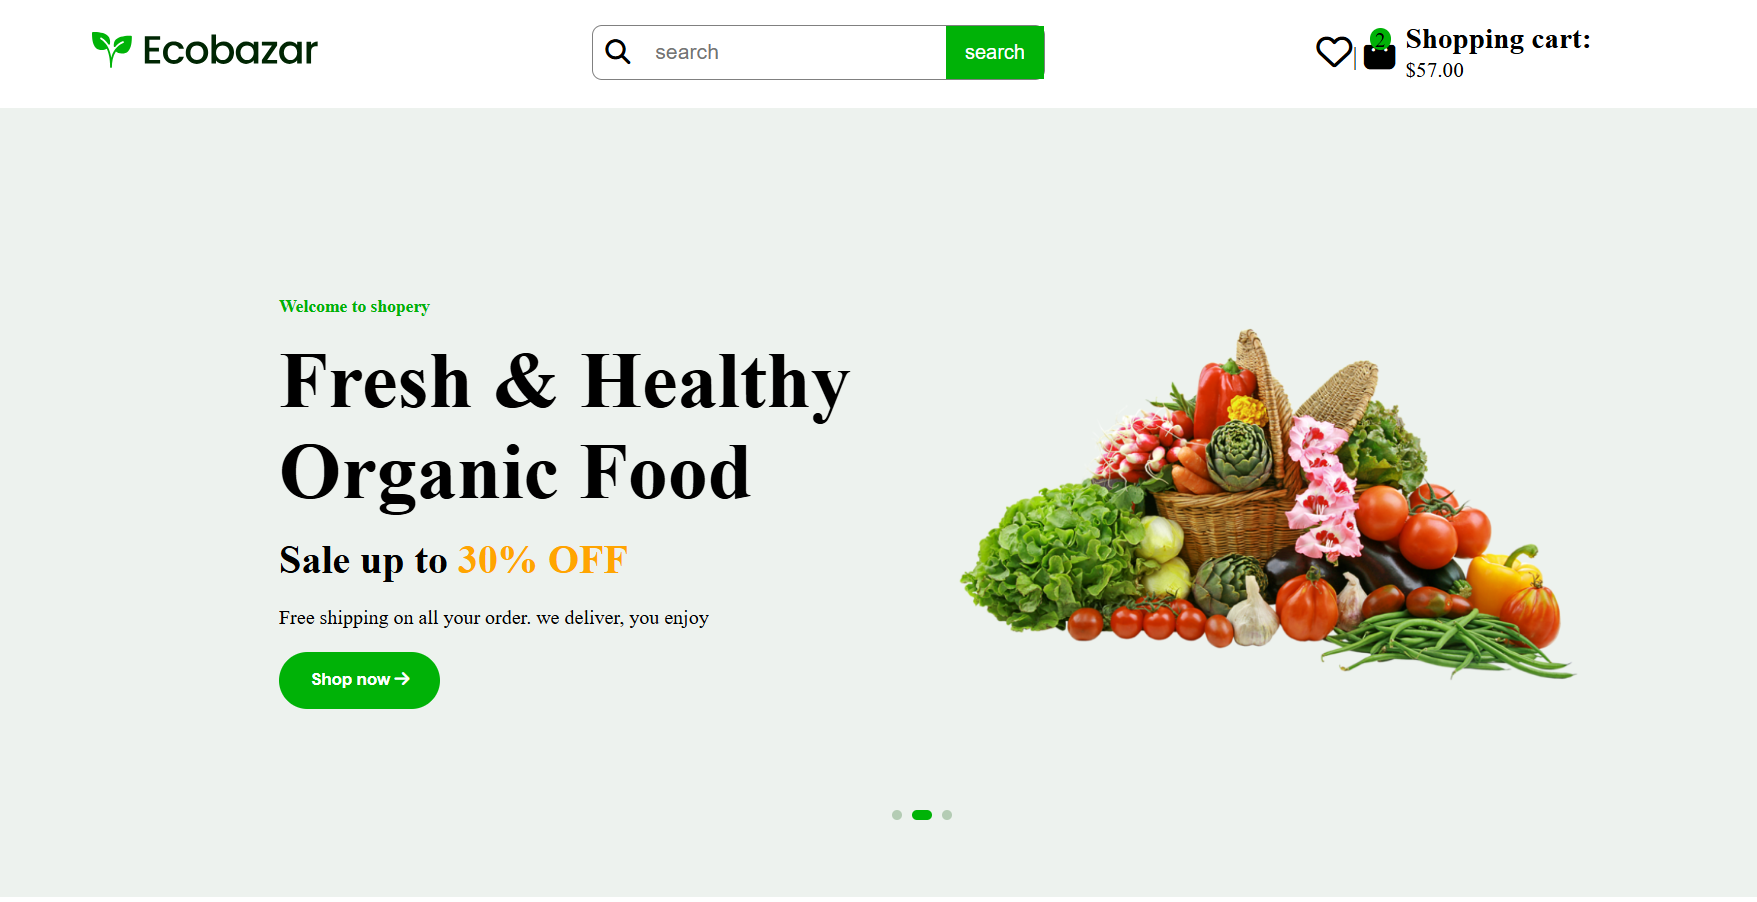 Ecobazar
search
search
2
Shopping cart:
$57.00
Welcome to shopery
Fresh & Healthy
Organic Food
Sale up to 30% OFF
Free shipping on all your order. we deliver, you enjoy
Shop now